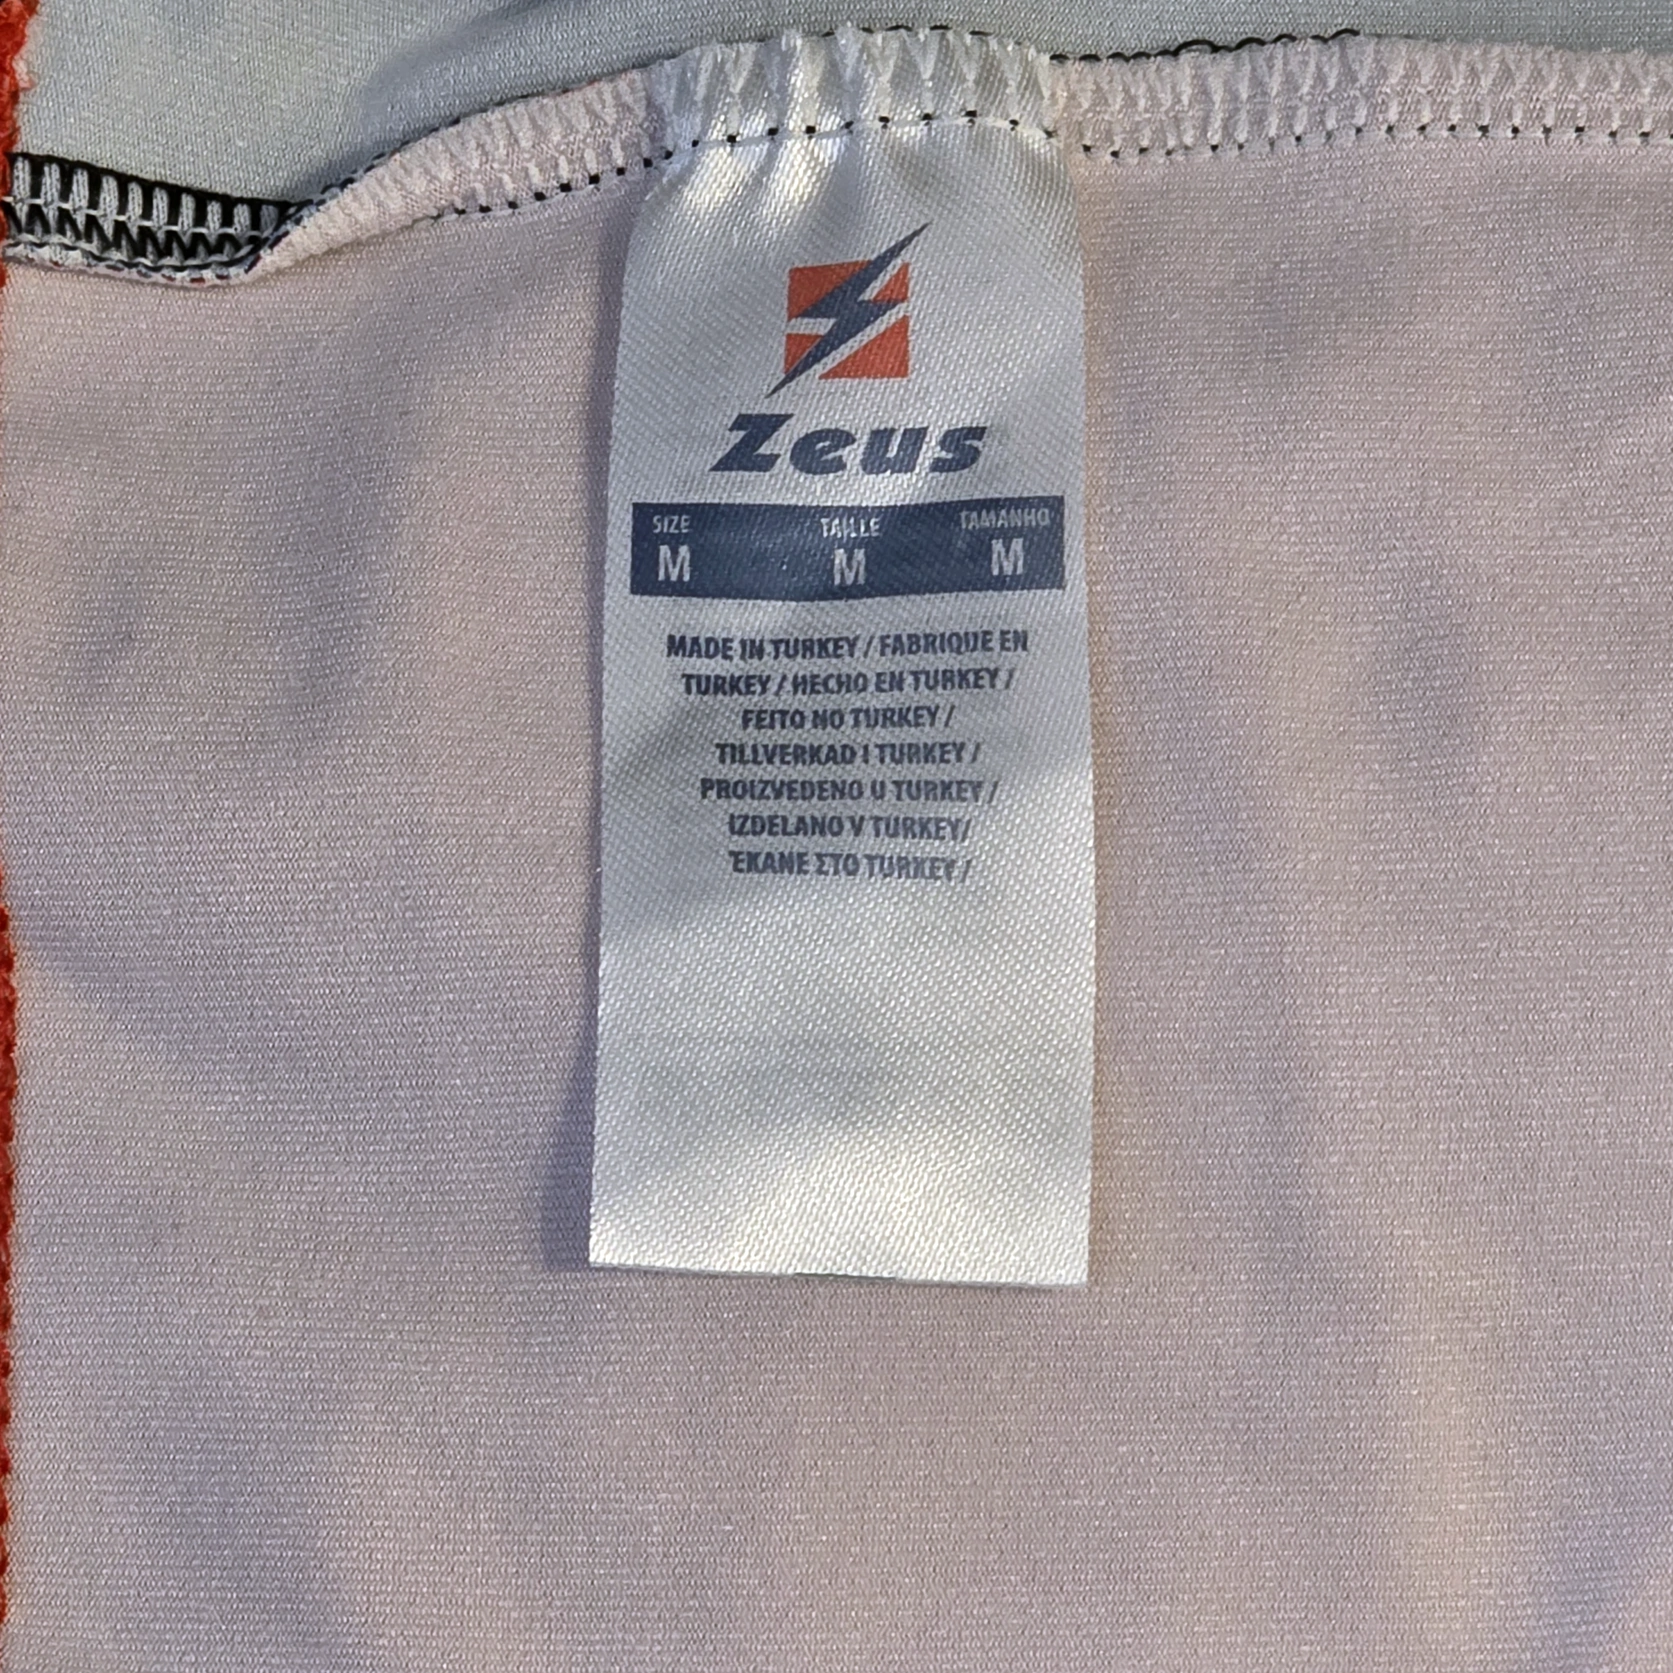 Zeus
SIZE TAILLE TAMANHO
M M M
MADE IN TURKEY / FABRIQUE EN
TURKEY / HECHO EN TURKEY /
FEITO NO TURKEY /
TILLVERKAD I TURKEY /
PROIZVEDENO U TURKEY /
IZDELANO V TURKEY/
ΈΚΑΝΕ ΣΤΟ TURKEY /